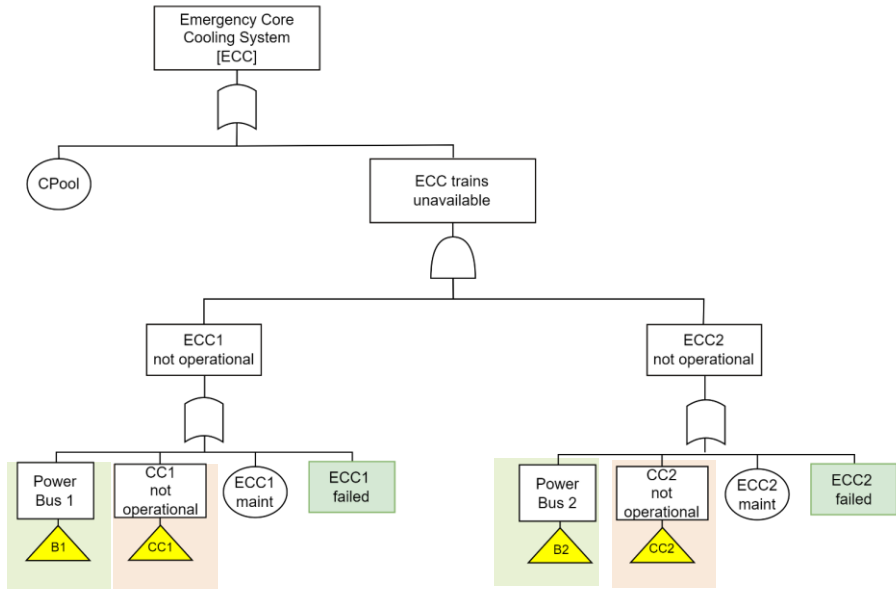 Emergency Core
Cooling System
[ECC]
CPool
ECC trains
unavailable
ECC1
not operational
ECC2
not operational
Power
Bus 1
CC1
not
operational
ECC1
maint
ECC1
failed
Power
Bus 2
CC2
not
operational
ECC2
maint
ECC2
failed
B1
CC1
B2
CC2